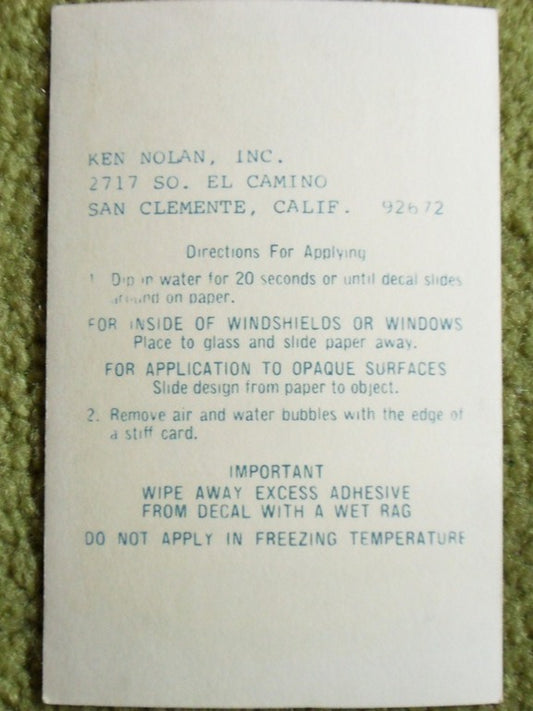 KEN NOLAN, INC.
2717 SO. EL CAMINO
SAN CLEMENTE, CALIF. 92672
Directions For Applying
1 Dip in water for 20 seconds or until decal slides
around on paper.
FOR INSIDE OF WINDSHIELDS OR WINDOWS
Place to glass and slide paper away.
FOR APPLICATION TO OPAQUE SURFACES
Slide design from paper to object.
2. Remove air and water bubbles with the edge of
a stiff card.
IMPORTANT
WIPE AWAY EXCESS ADHESIVE
FROM DECAL WITH A WET RAG
DO NOT APPLY IN FREEZING TEMPERATURE